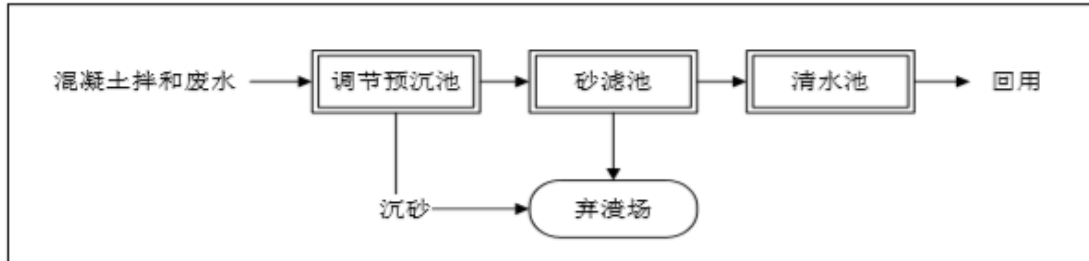 混凝土拌和废水
调节预沉池
砂滤池
清水池
回用
沉砂
弃渣场